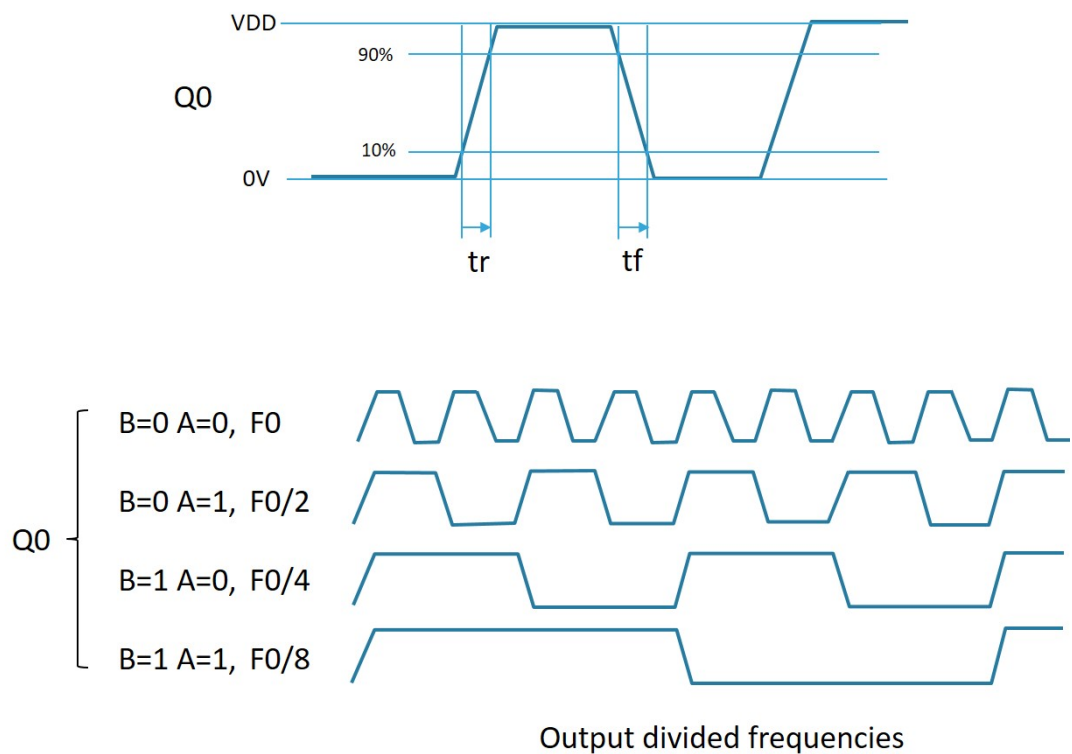 VDD
90%
Q0
10%
0V
tr
tf
B=0 A=0, F0
B=0 A=1, F0/2
Q0
B=1 A=0, F0/4
B=1 A=1, F0/8
Output divided frequencies